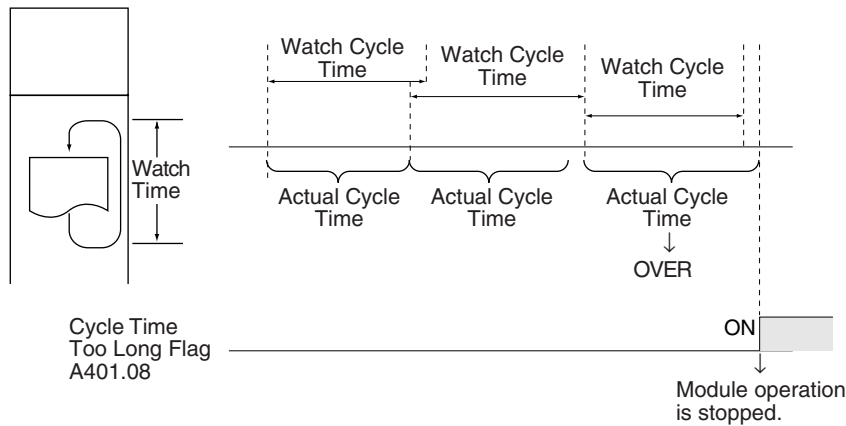 Watch Cycle
Time
Watch Cycle
Time
Watch Cycle
Time
Watch
Time
Actual Cycle
Time
Actual Cycle
Time
Actual Cycle
Time
OVER
Cycle Time
Too Long Flag
A401.08
ON
Module operation
is stopped.